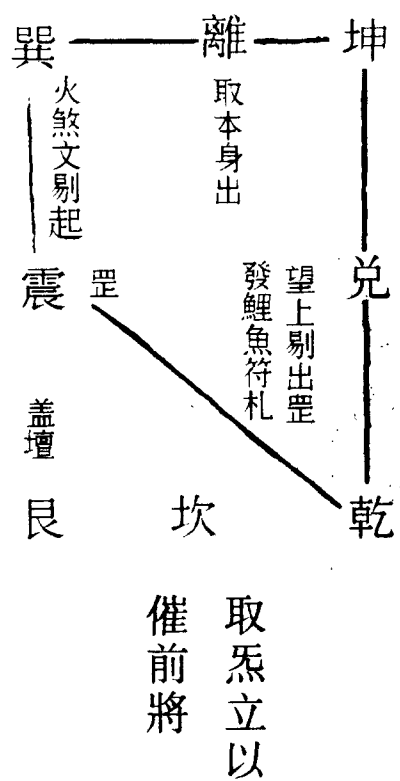 巽 離 坤
火煞文剔起
取本身出
震 兌 罡
望上剔出罡
發鯉魚符札
盖壇
艮 坎 乾
取炁立以
催前將